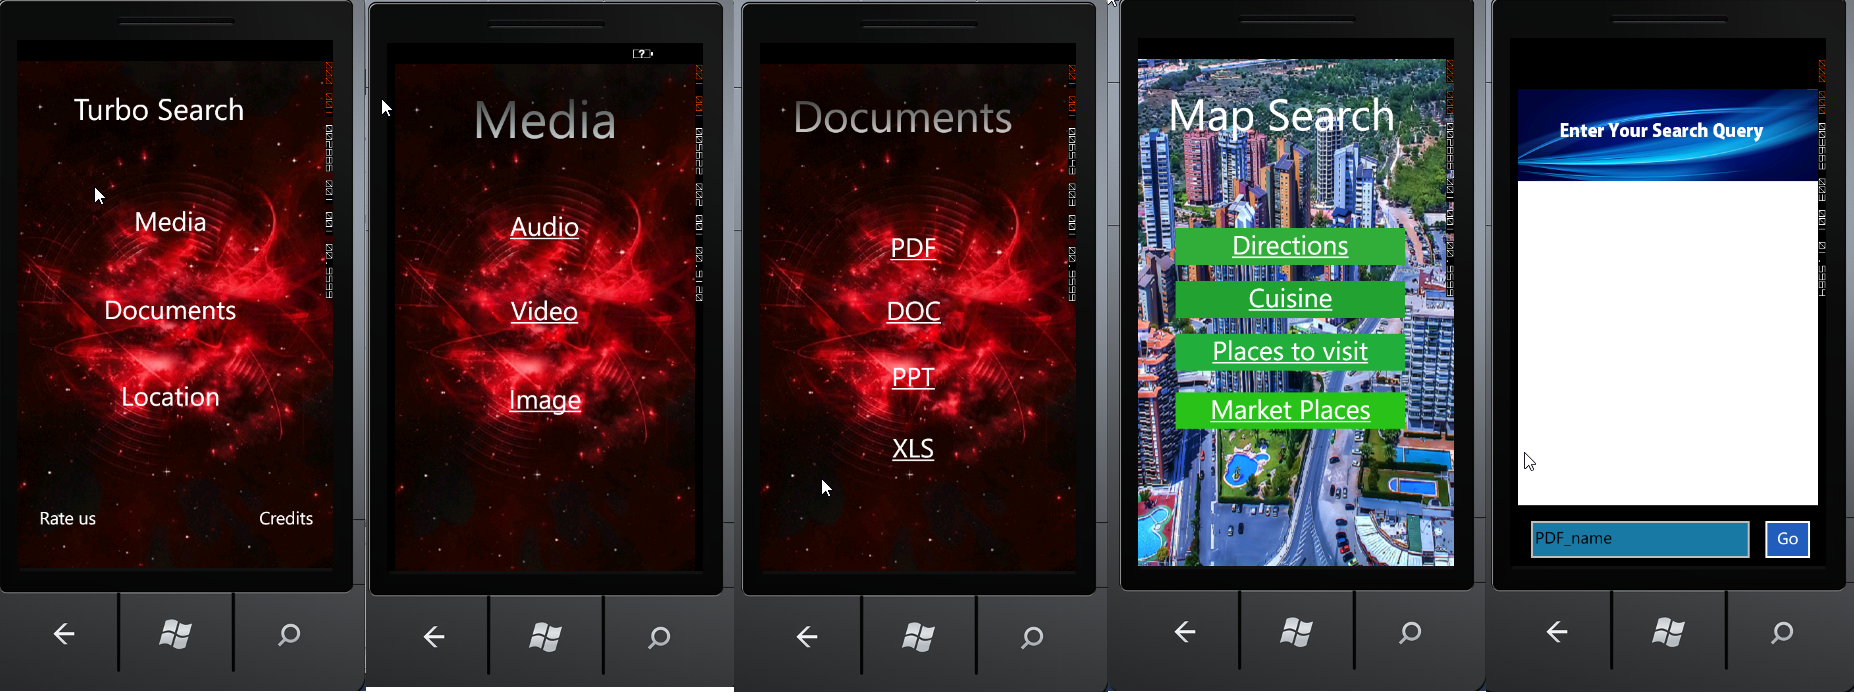 Turbo Search
Media
Documents
Location
Rate us
Credits
Media
Audio
Video
Image
Documents
PDF
DOC
PPT
XLS
Map Search
Directions
Cuisine
Places to visit
Market Places
Enter Your Search Query
PDF_name
Go